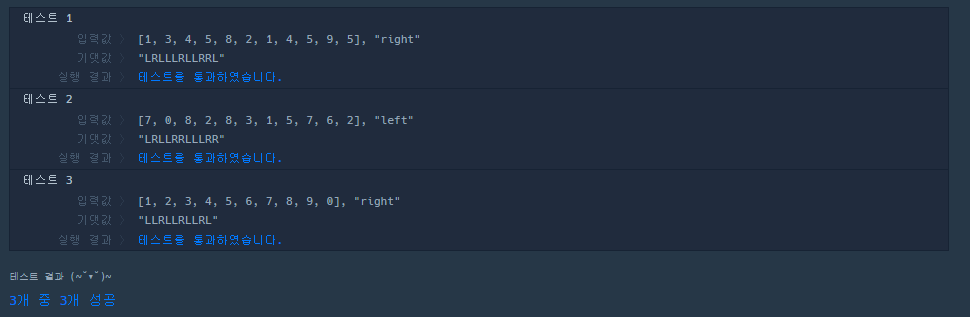 테스트 1
입력값 〉 [1, 3, 4, 5, 8, 2, 1, 4, 5, 9, 5], "right"
기댓값 〉 "LRLLLRLLRRL"
실행 결과 〉 테스트를 통과하였습니다.
테스트 2
입력값 〉 [7, 0, 8, 2, 8, 3, 1, 5, 7, 6, 2], "left"
기댓값 〉 "LRLLRRLLLRR"
실행 결과 〉 테스트를 통과하였습니다.
테스트 3
입력값 〉 [1, 2, 3, 4, 5, 6, 7, 8, 9, 0], "right"
기댓값 〉 "LLRLLRLLRL"
실행 결과 〉 테스트를 통과하였습니다.
테스트 결과 (~˘▾˘)~
3개 중 3개 성공